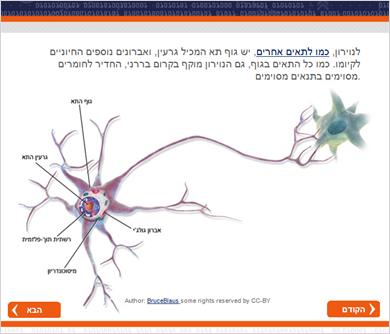 לנוירון, כמו לתאים אחרים, יש גוף תא המכיל גרעין, ואברונים נוספים החיוניים
לקיומו. כמו כל התאים בגוף, גם הנוירון מוקף בקרום בררני, החדיר לחומרים
מסוימים בתנאים מסוימים.
גוף התא
גרעין התא
אברון גולג'י
רשתית תוך-פלזמית
מיטוכונדריון
Author: BruceBlaus some rights reserved by CC-BY
הקודם
הבא